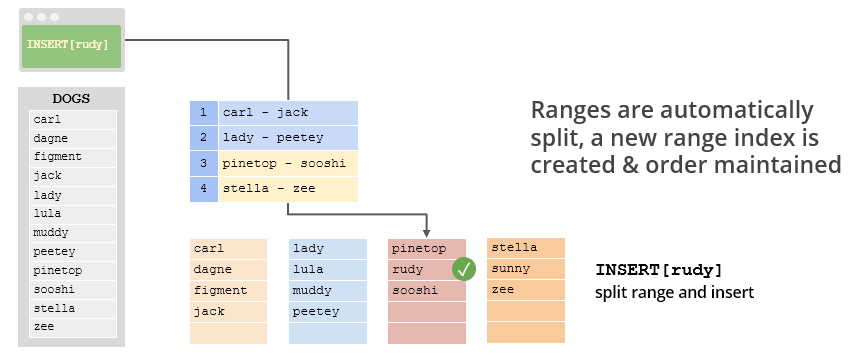 INSERT[rudy]
DOGS
carl
dagne
figment
jack
lady
lula
muddy
peetey
pinetop
sooshi
stella
zee
1 carl - jack
2 lady - peetey
3 pinetop - sooshi
4 stella - zee
Ranges are automatically
split, a new range index is
created & order maintained
carl
dagne
figment
jack
lady
lula
muddy
peetey
pinetop
rudy
sooshi
stella
sunny
zee
INSERT[rudy]
split range and insert